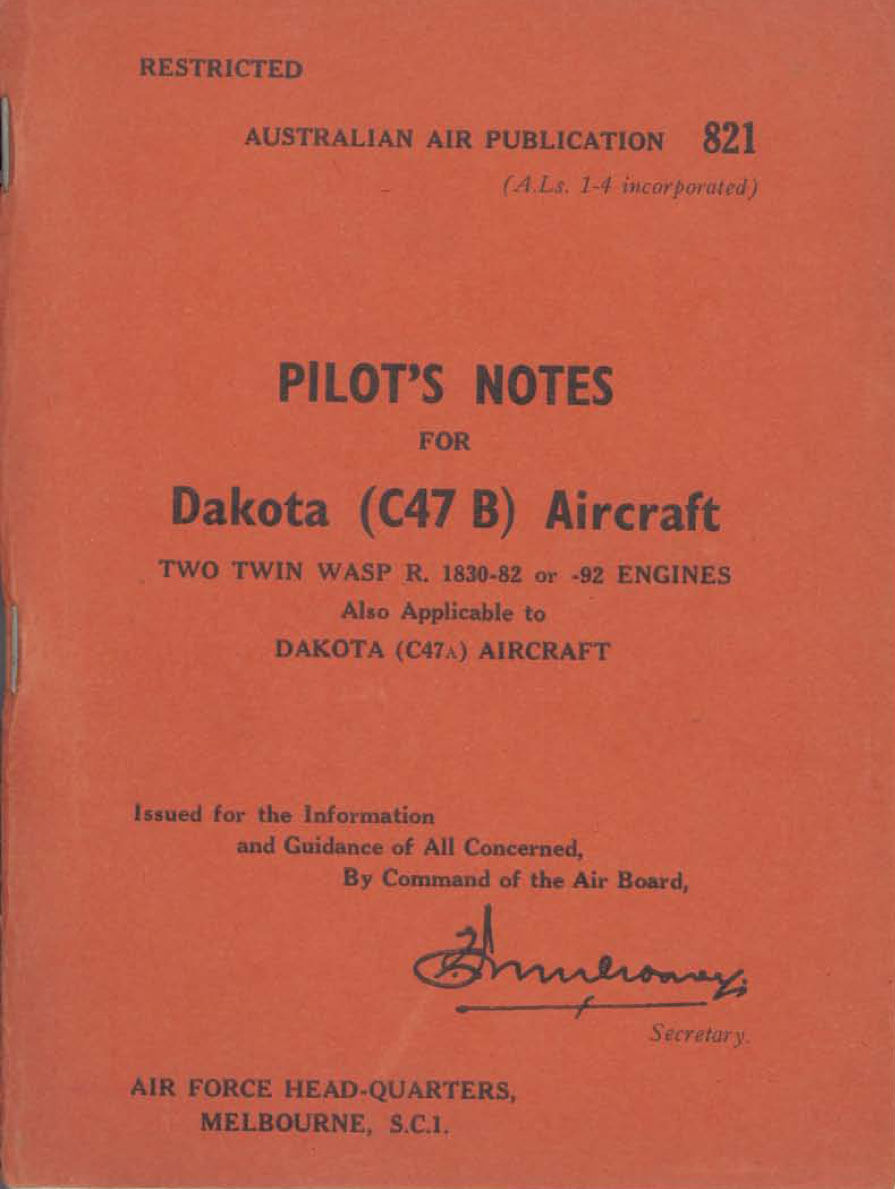 RESTRICTED
AUSTRALIAN AIR PUBLICATION 821
(A.Ls. 1-4 incorporated)
PILOT'S NOTES
FOR
Dakota (C47 B) Aircraft
TWO TWIN WASP R. 1830-82 or -92 ENGINES
Also Applicable to
DAKOTA (C47A) AIRCRAFT
Issued for the Information
and Guidance of All Concerned,
By Command of the Air Board,
Secretary.
AIR FORCE HEAD-QUARTERS,
MELBOURNE, S.C.1.